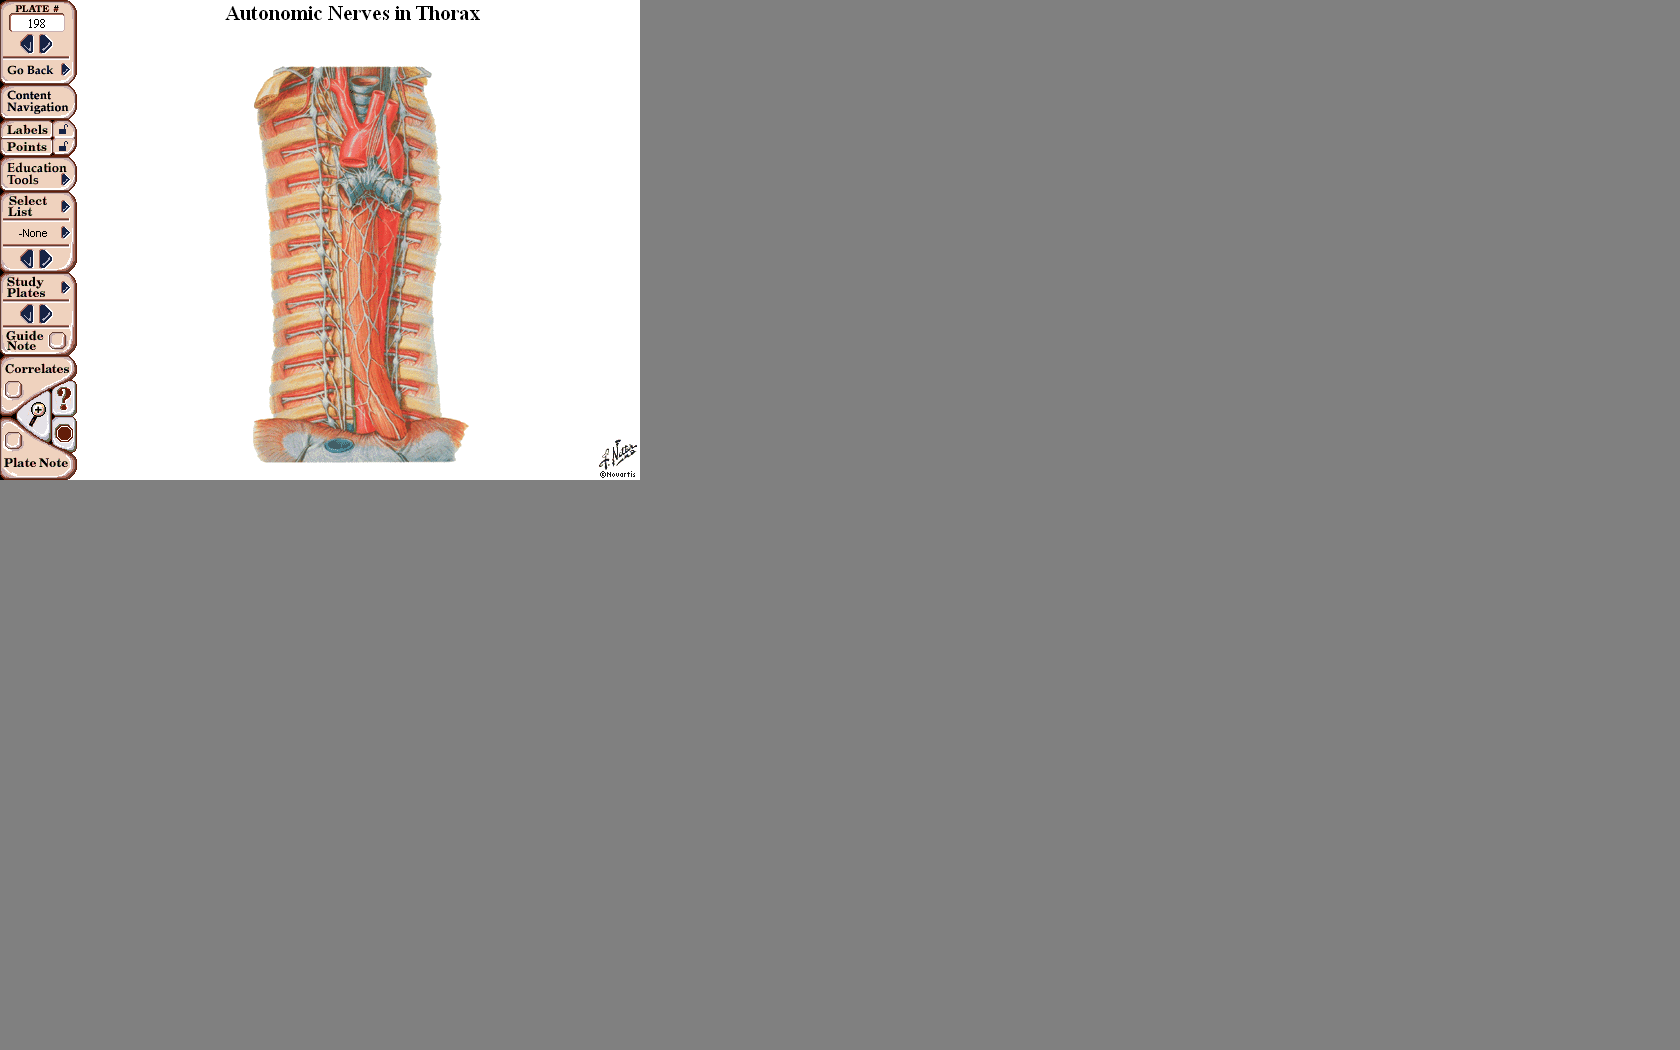 Autonomic Nerves in Thorax
PLATE #
198
Go Back
Content
Navigation
Labels
Points
Education
Tools
Select
List
-None
Study
Plates
Guide
Note
Correlates
?
Plate Note
©Novartis